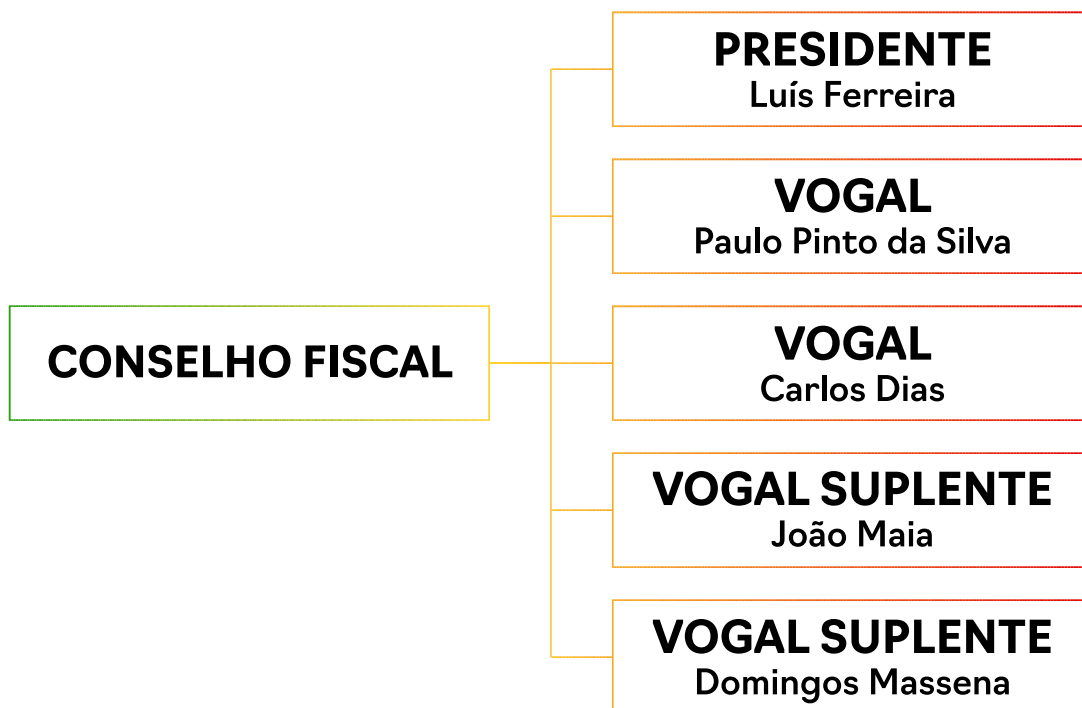 PRESIDENTE
Luís Ferreira
VOGAL
Paulo Pinto da Silva
CONSELHO FISCAL
VOGAL
Carlos Dias
VOGAL SUPLENTE
João Maia
VOGAL SUPLENTE
Domingos Massena